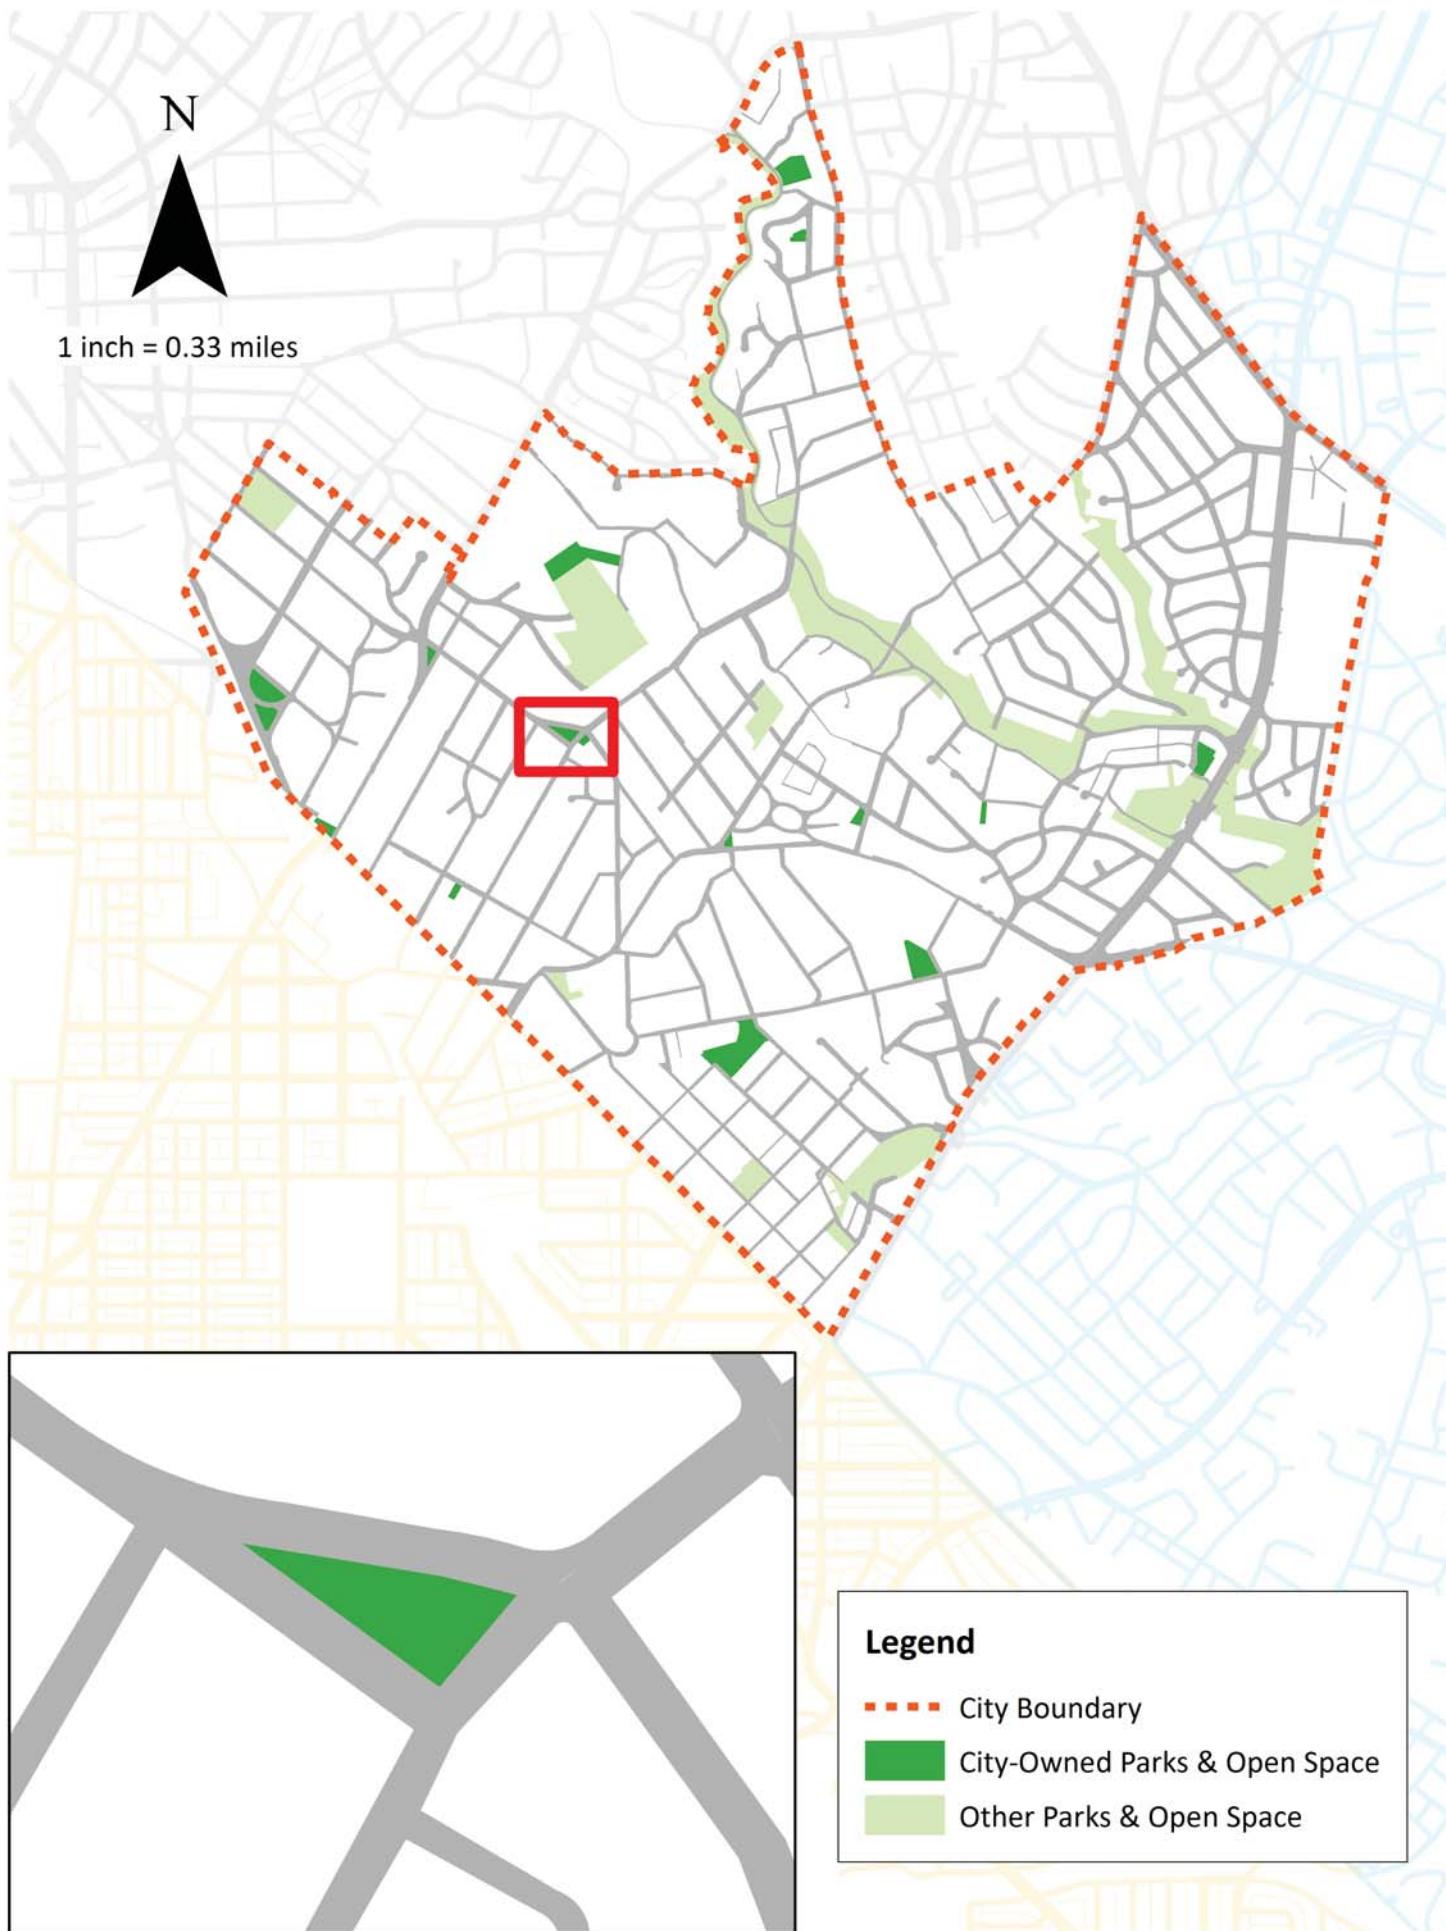 N
1 inch = 0.33 miles
Legend
City Boundary
City-Owned Parks & Open Space
Other Parks & Open Space